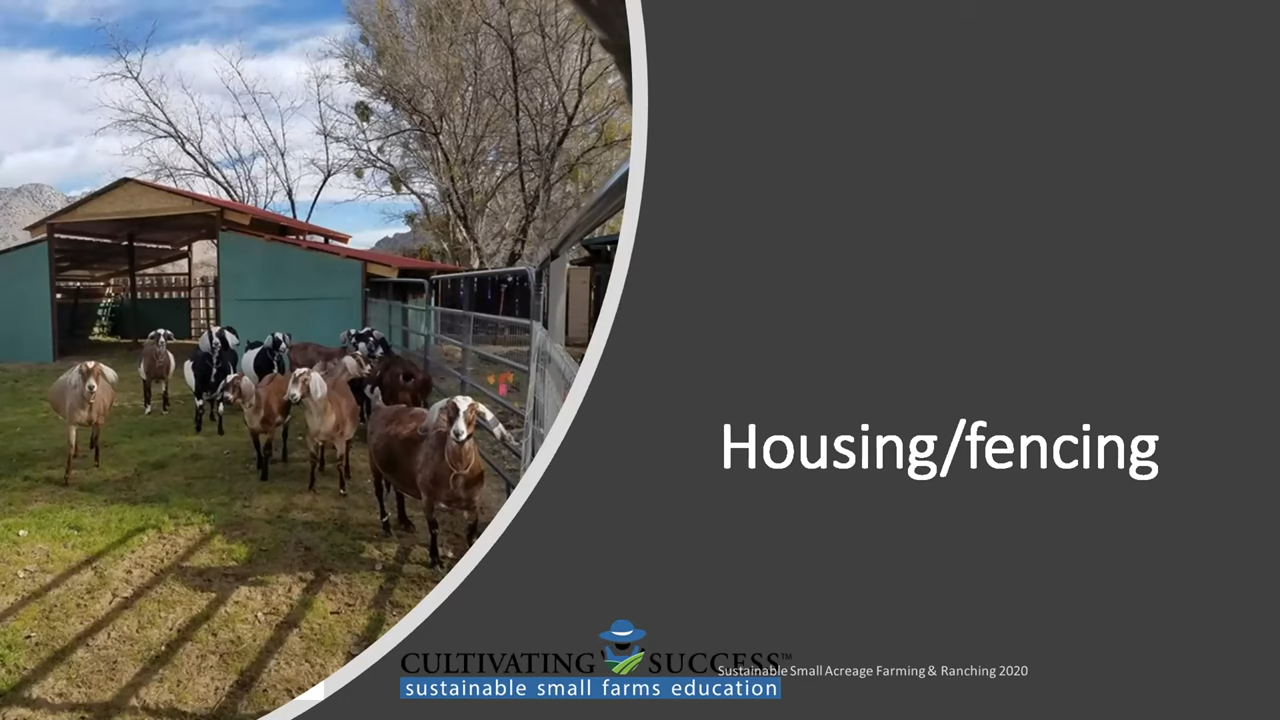 Housing/fencing
CULTIVATING SUCCESS™
sustainable small farms education
Sustainable Small Acreage Farming & Ranching 2020